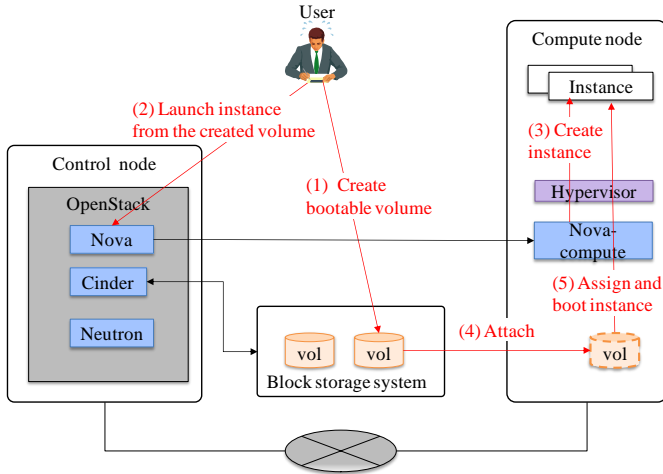 User
Compute node
Instance
(2) Launch instance
from the created volume
(3) Create
instance
Control node
(1) Create
bootable volume
Hypervisor
OpenStack
Nova
Nova-
compute
Cinder
(5) Assign and
boot instance
Neutron
(4) Attach
vol
vol
vol
Block storage system